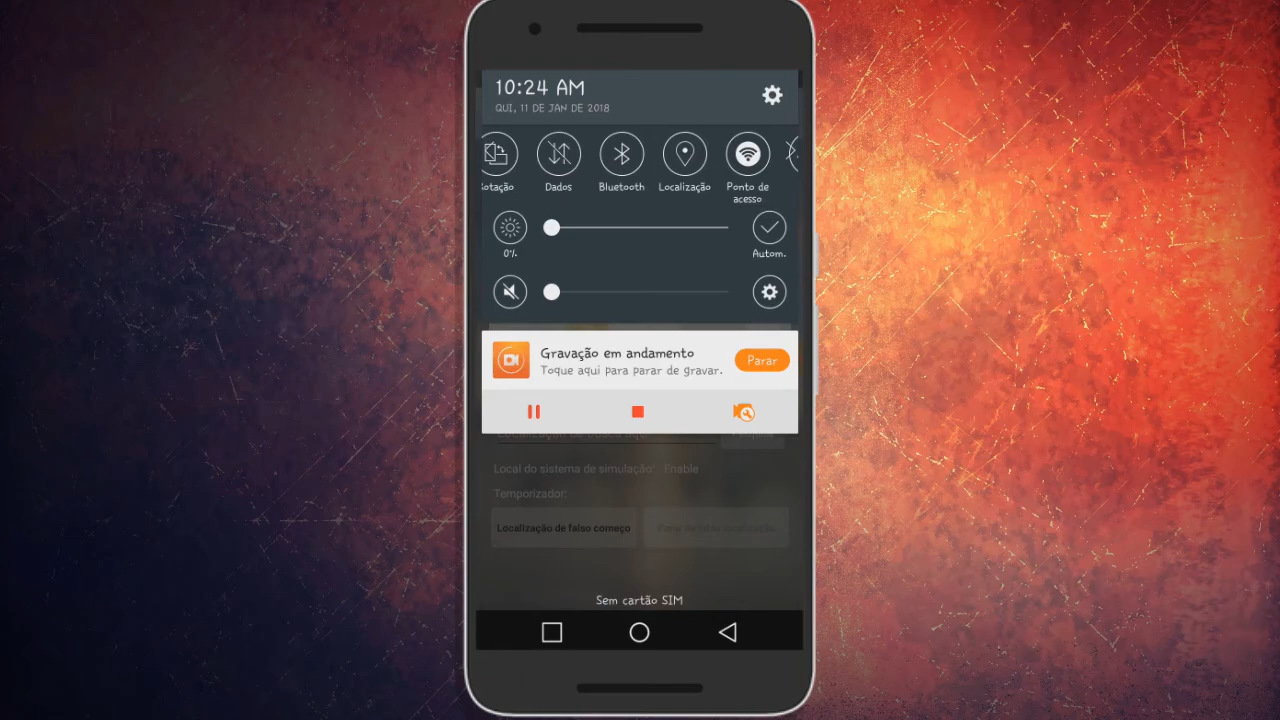 10:24 AM
QUI, 11 DE JAN DE 2018
otação
Dados
Bluetooth
Localização
Ponto de
acesso
0%
Autom.
Gravação em andamento
Toque aqui para parar de gravar.
Parar
Local do sistema de simulação: Enable
Temporizador:
Localização de falso começo
Sem cartão SIM